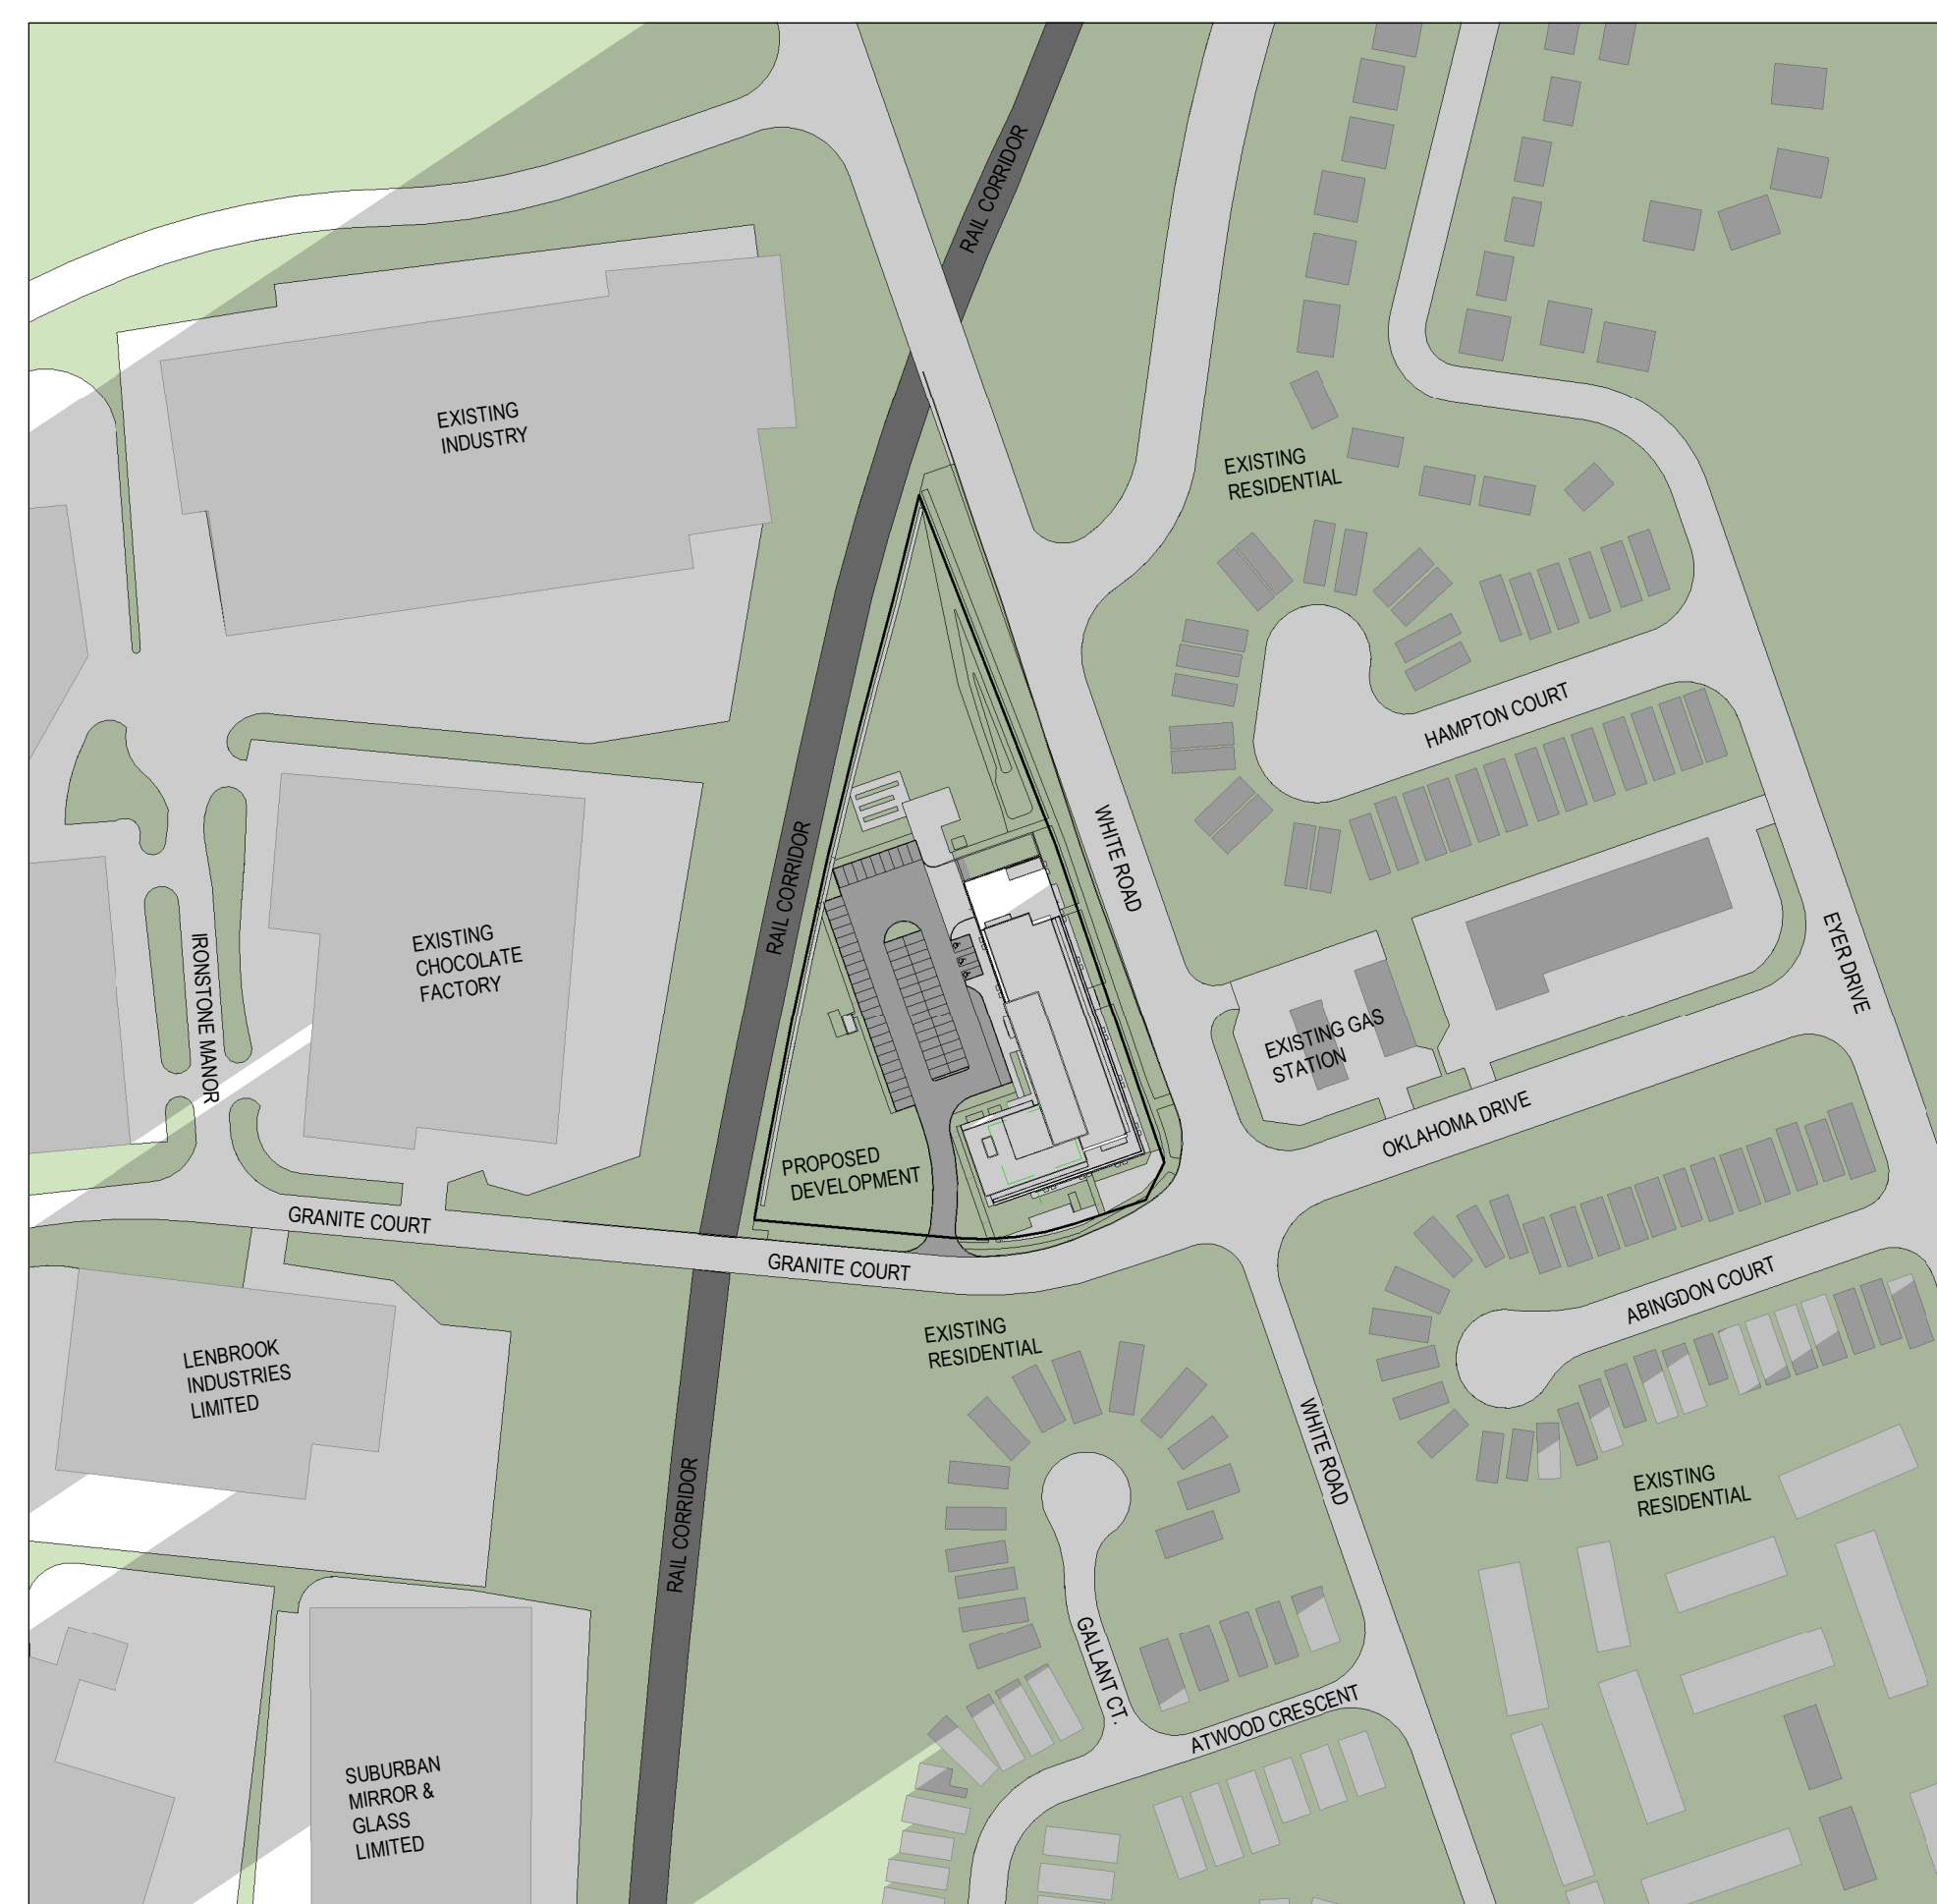 RAIL CORRIDOR
EXISTING
INDUSTRY
EXISTING
RESIDENTIAL
HAMPTON COURT
WHITE ROAD
RAIL CORRIDOR
EXISTING
CHOCOLATE
FACTORY
IRONSTONE MANOR
EYER DRIVE
EXISTING GAS
STATION
OKLAHOMA DRIVE
PROPOSED
DEVELOPMENT
GRANITE COURT
GRANITE COURT
ABINGDON COURT
EXISTING
RESIDENTIAL
LENBROOK
INDUSTRIES
LIMITED
WHITE ROAD
EXISTING
RESIDENTIAL
RAIL CORRIDOR
GALLANT CT.
ATWOOD CRESCENT
SUBURBAN
MIRROR &
GLASS
LIMITED